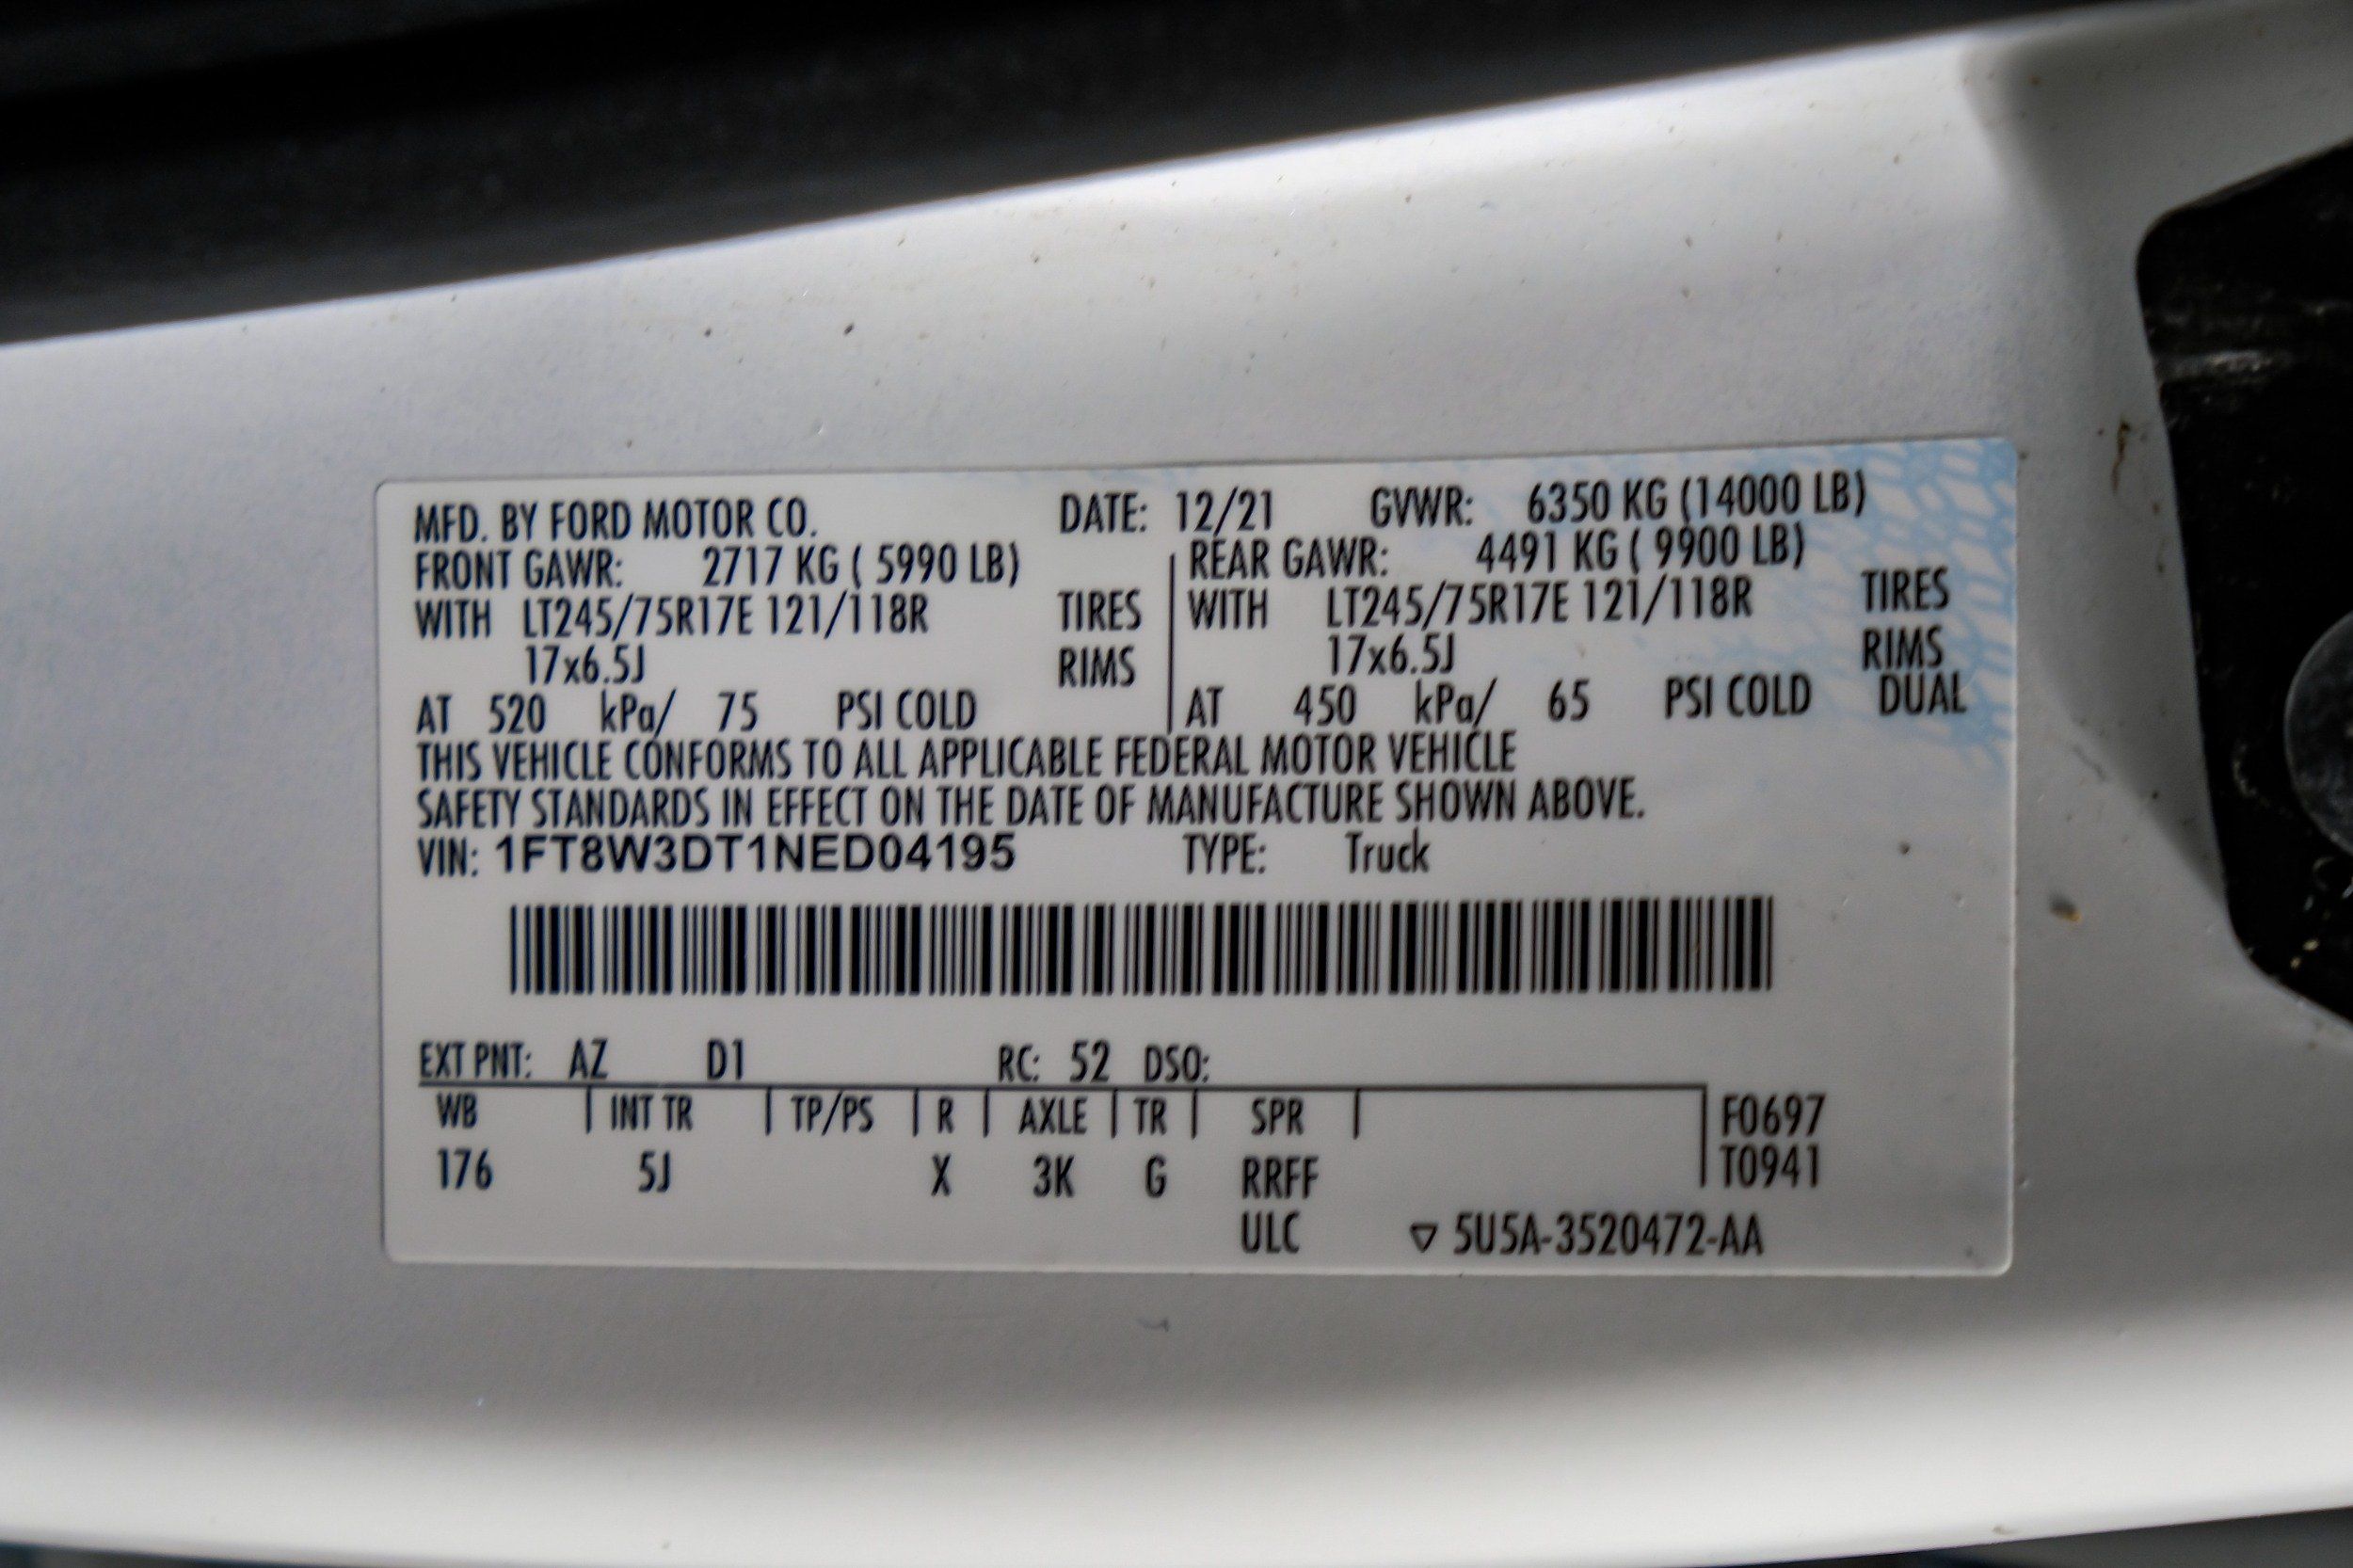 MFD. BY FORD MOTOR CO. DATE: 12/21 GVWR: 6350 KG (14000 LB)
FRONT GAWR: 2717 KG ( 5990 LB) REAR GAWR: 4491 KG ( 9900 LB)
WITH LT245/75R17E 121/118R TIRES WITH LT245/75R17E 121/118R TIRES
17x6.5J RIMS 17x6.5J RIMS
AT 520 kPa/ 75 PSI COLD AT 450 kPa/ 65 PSI COLD DUAL
THIS VEHICLE CONFORMS TO ALL APPLICABLE FEDERAL MOTOR VEHICLE
SAFETY STANDARDS IN EFFECT ON THE DATE OF MANUFACTURE SHOWN ABOVE.
VIN: 1FT8W3DT1NED04195 TYPE: Truck
EXT PNT: AZ D1 RC: 52 DSO:
WB INT TR TP/PS R AXLE TR SPR F0697
176 5J X 3K G RRFF T0941
ULC ▽ 5U5A-3520472-AA